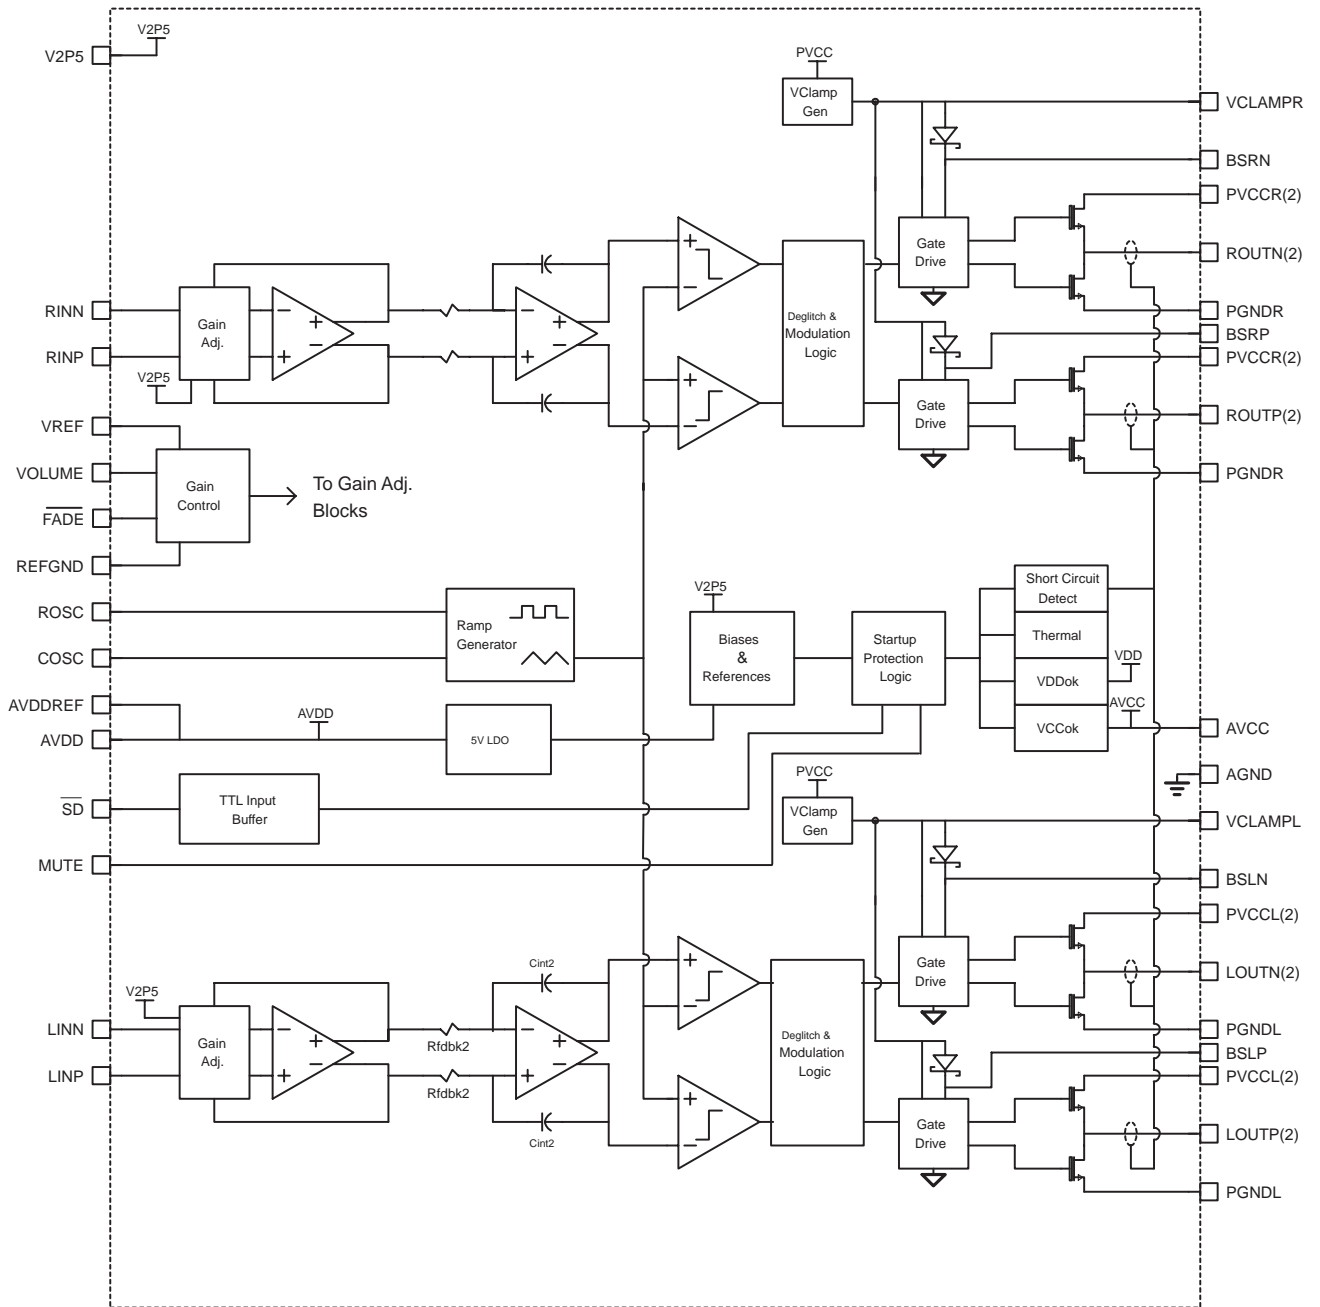 V2P5
V2P5
PVCC
VClamp
Gen
VCLAMPR
BSRN
PVCCR(2)
Gate
Drive
ROUTN(2)
RINN
Gain
Adj.
RINP
V2P5
Deglitch &
Modulation
Logic
PGNDR
BSRP
PVCCR(2)
Gate
Drive
ROUTP(2)
PGNDR
VREF
VOLUME
FADE
REFGND
Gain
Control
To Gain Adj.
Blocks
ROSC
COSC
Ramp
Generator
V2P5
Biases
&
References
Startup
Protection
Logic
Short Circuit
Detect
Thermal
VDDok
VDD
VCCok
AVCC
AVCC
AVDDREF
AVDD
AVDD
5V LDO
AGND
SD
TTL Input
Buffer
MUTE
PVCC
VClamp
Gen
VCLAMPL
BSLN
PVCCL(2)
Gate
Drive
LOUTN(2)
V2P5
LINN
LINP
Gain
Adj.
Cint2
Rfdbk2
Rfdbk2
Cint2
Deglitch &
Modulation
Logic
PGNDL
BSLP
PVCCL(2)
Gate
Drive
LOUTP(2)
PGNDL